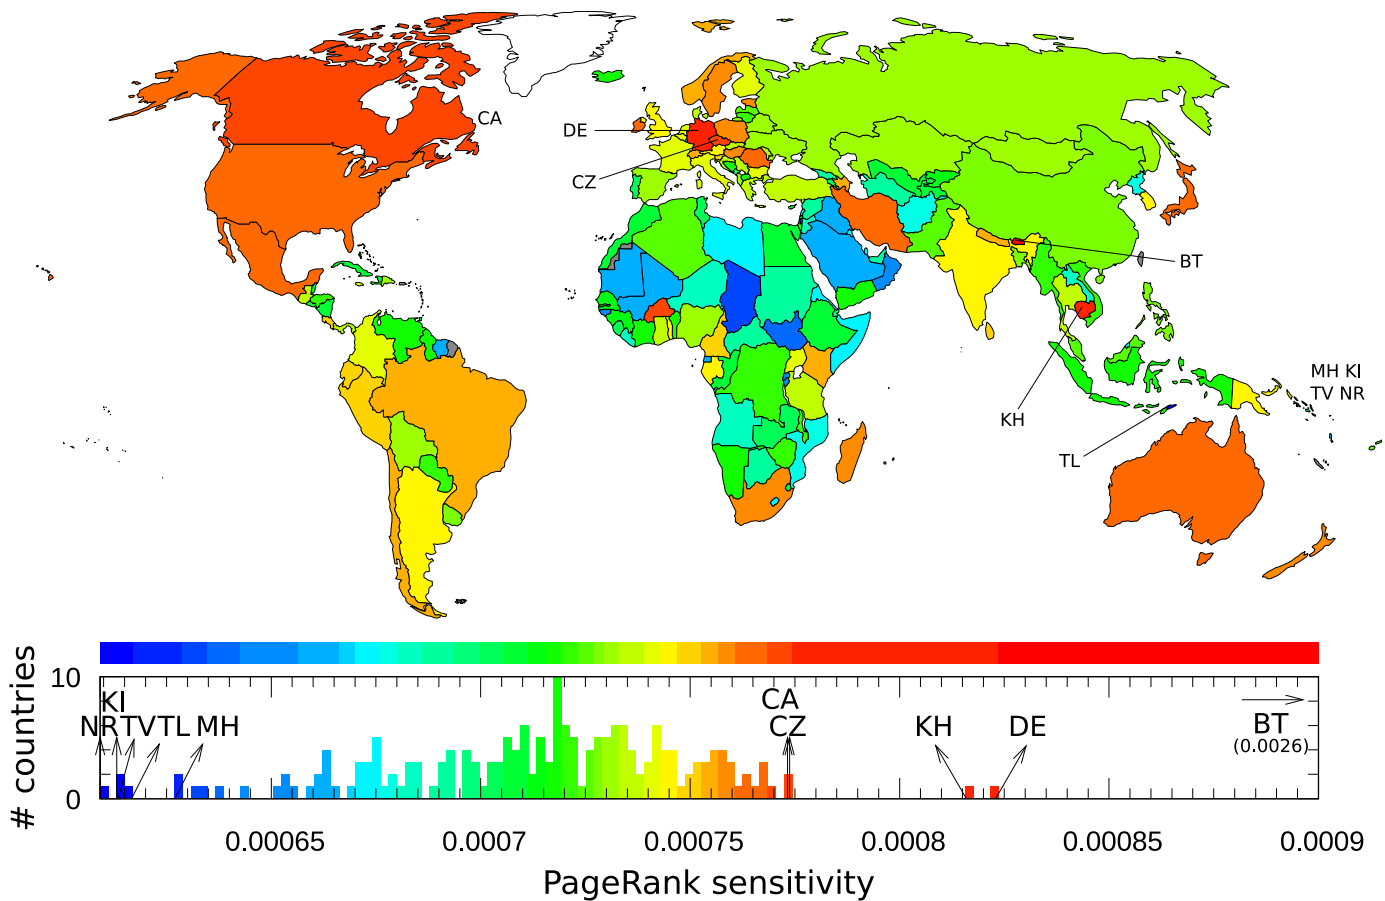 CA
DE
CZ
BT
MH KI
TV NR
KH
TL
# countries
10
5
0
KI
NR TV TL MH
CA
CZ
KH
DE
BT
(0.0026)
0.00065
0.0007
0.00075
0.0008
0.00085
0.0009
PageRank sensitivity